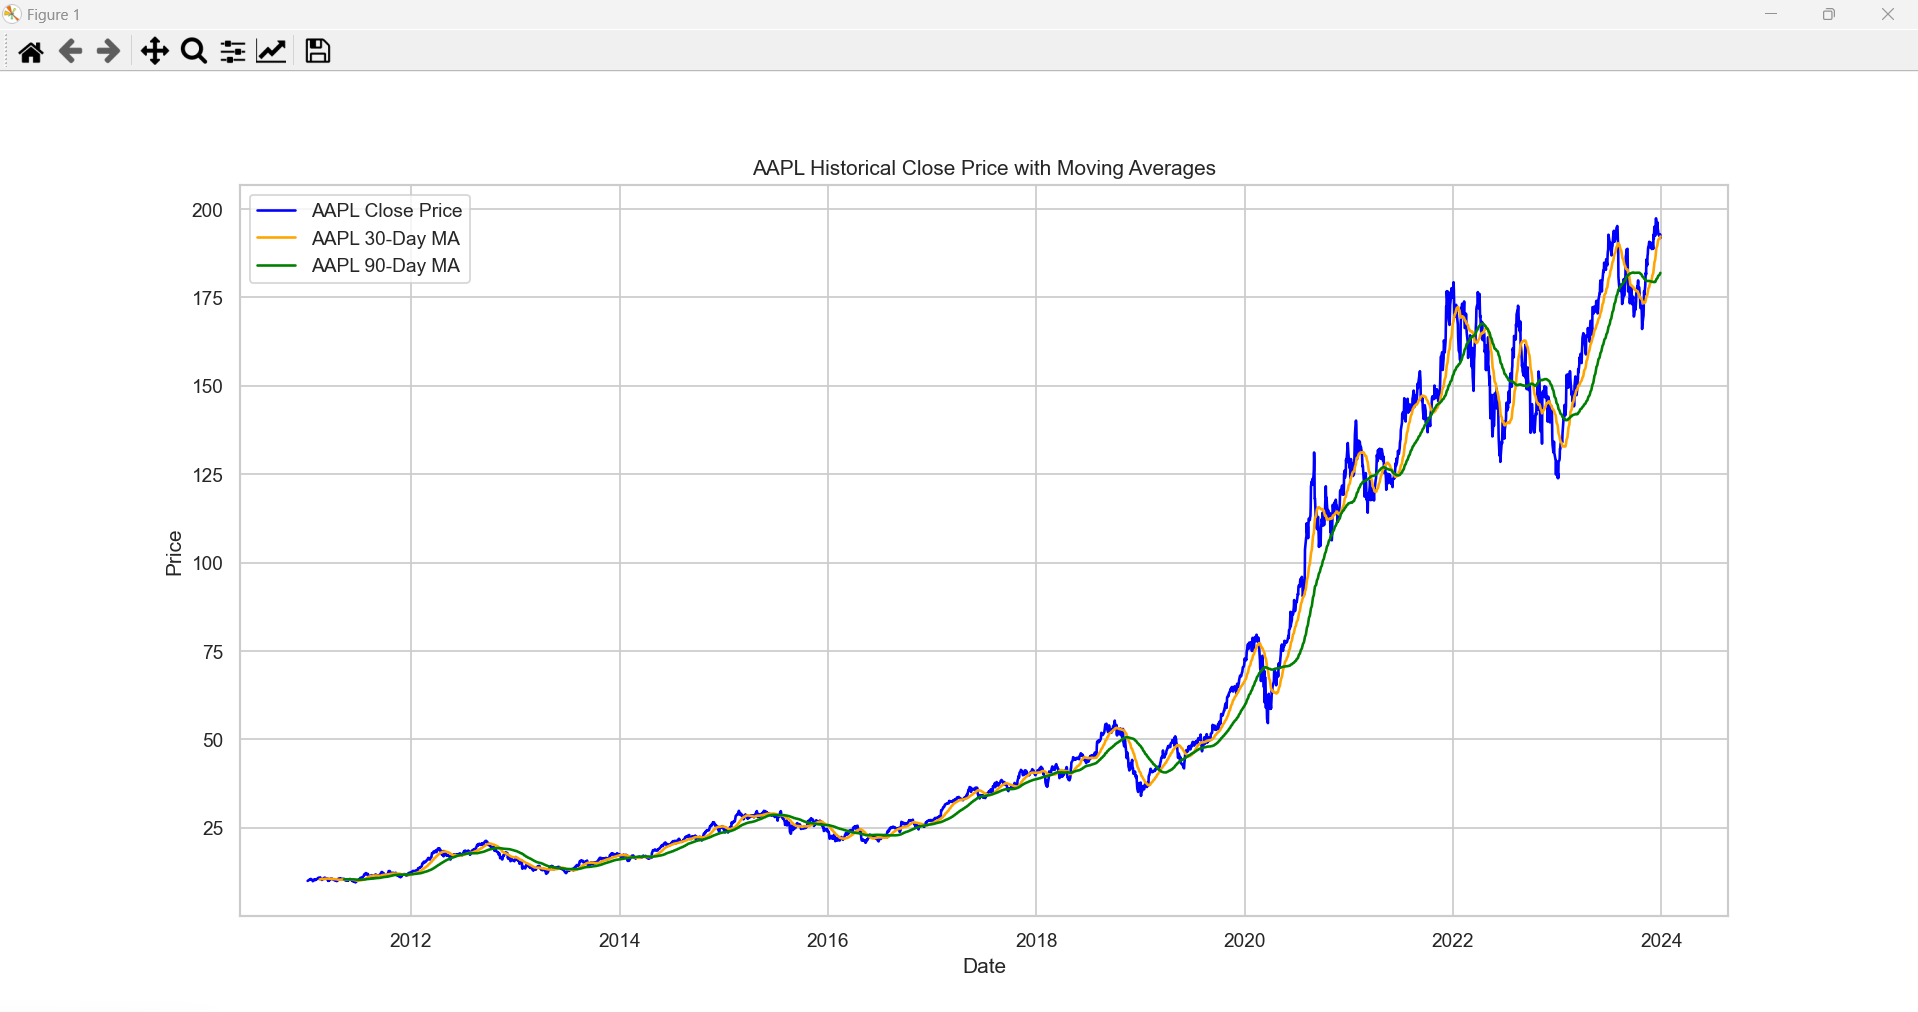 Figure 1
AAPL Historical Close Price with Moving Averages
AAPL Close Price
AAPL 30-Day MA
AAPL 90-Day MA
200
175
150
125
100
75
50
25
Price
2012 2014 2016 2018 2020 2022 2024
Date